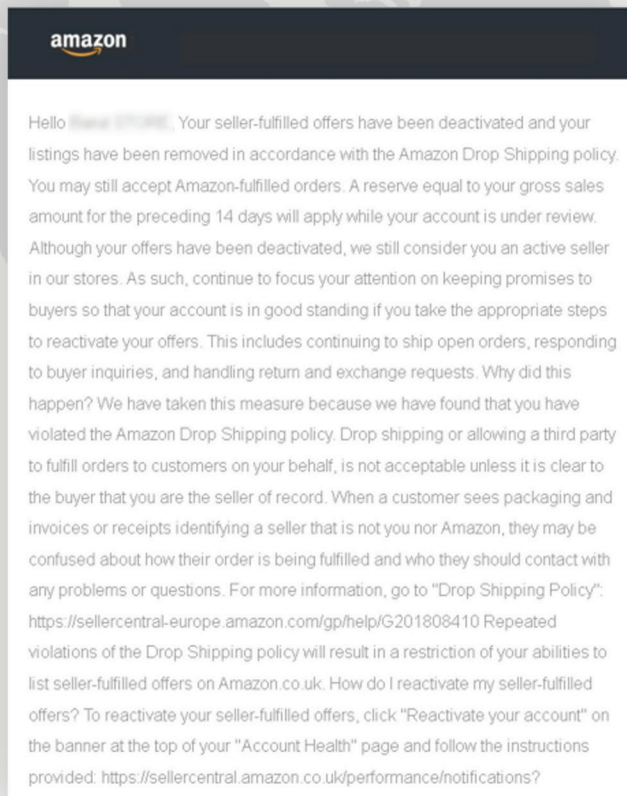 amazon
Hello
. Your seller-fulfilled offers have been deactivated and your
listings have been removed in accordance with the Amazon Drop Shipping policy.
You may still accept Amazon-fulfilled orders. A reserve equal to your gross sales
amount for the preceding 14 days will apply while your account is under review.
Although your offers have been deactivated, we still consider you an active seller
in our stores. As such, continue to focus your attention on keeping promises to
buyers so that your account is in good standing if you take the appropriate steps
to reactivate your offers. This includes continuing to ship open orders, responding
to buyer inquiries, and handling return and exchange requests. Why did this
happen? We have taken this measure because we have found that you have
violated the Amazon Drop Shipping policy. Drop shipping or allowing a third party
to fulfill orders to customers on your behalf, is not acceptable unless it is clear to
the buyer that you are the seller of record. When a customer sees packaging and
invoices or receipts identifying a seller that is not you nor Amazon, they may be
confused about how their order is being fulfilled and who they should contact with
any problems or questions. For more information, go to "Drop Shipping Policy":
https://sellercentral-europe.amazon.com/gp/help/G201808410 Repeated
violations of the Drop Shipping policy will result in a restriction of your abilities to
list seller-fulfilled offers on Amazon.co.uk. How do I reactivate my seller-fulfilled
offers? To reactivate your seller-fulfilled offers, click "Reactivate your account" on
the banner at the top of your "Account Health" page and follow the instructions
provided: https://sellercentral.amazon.co.uk/performance/notifications?